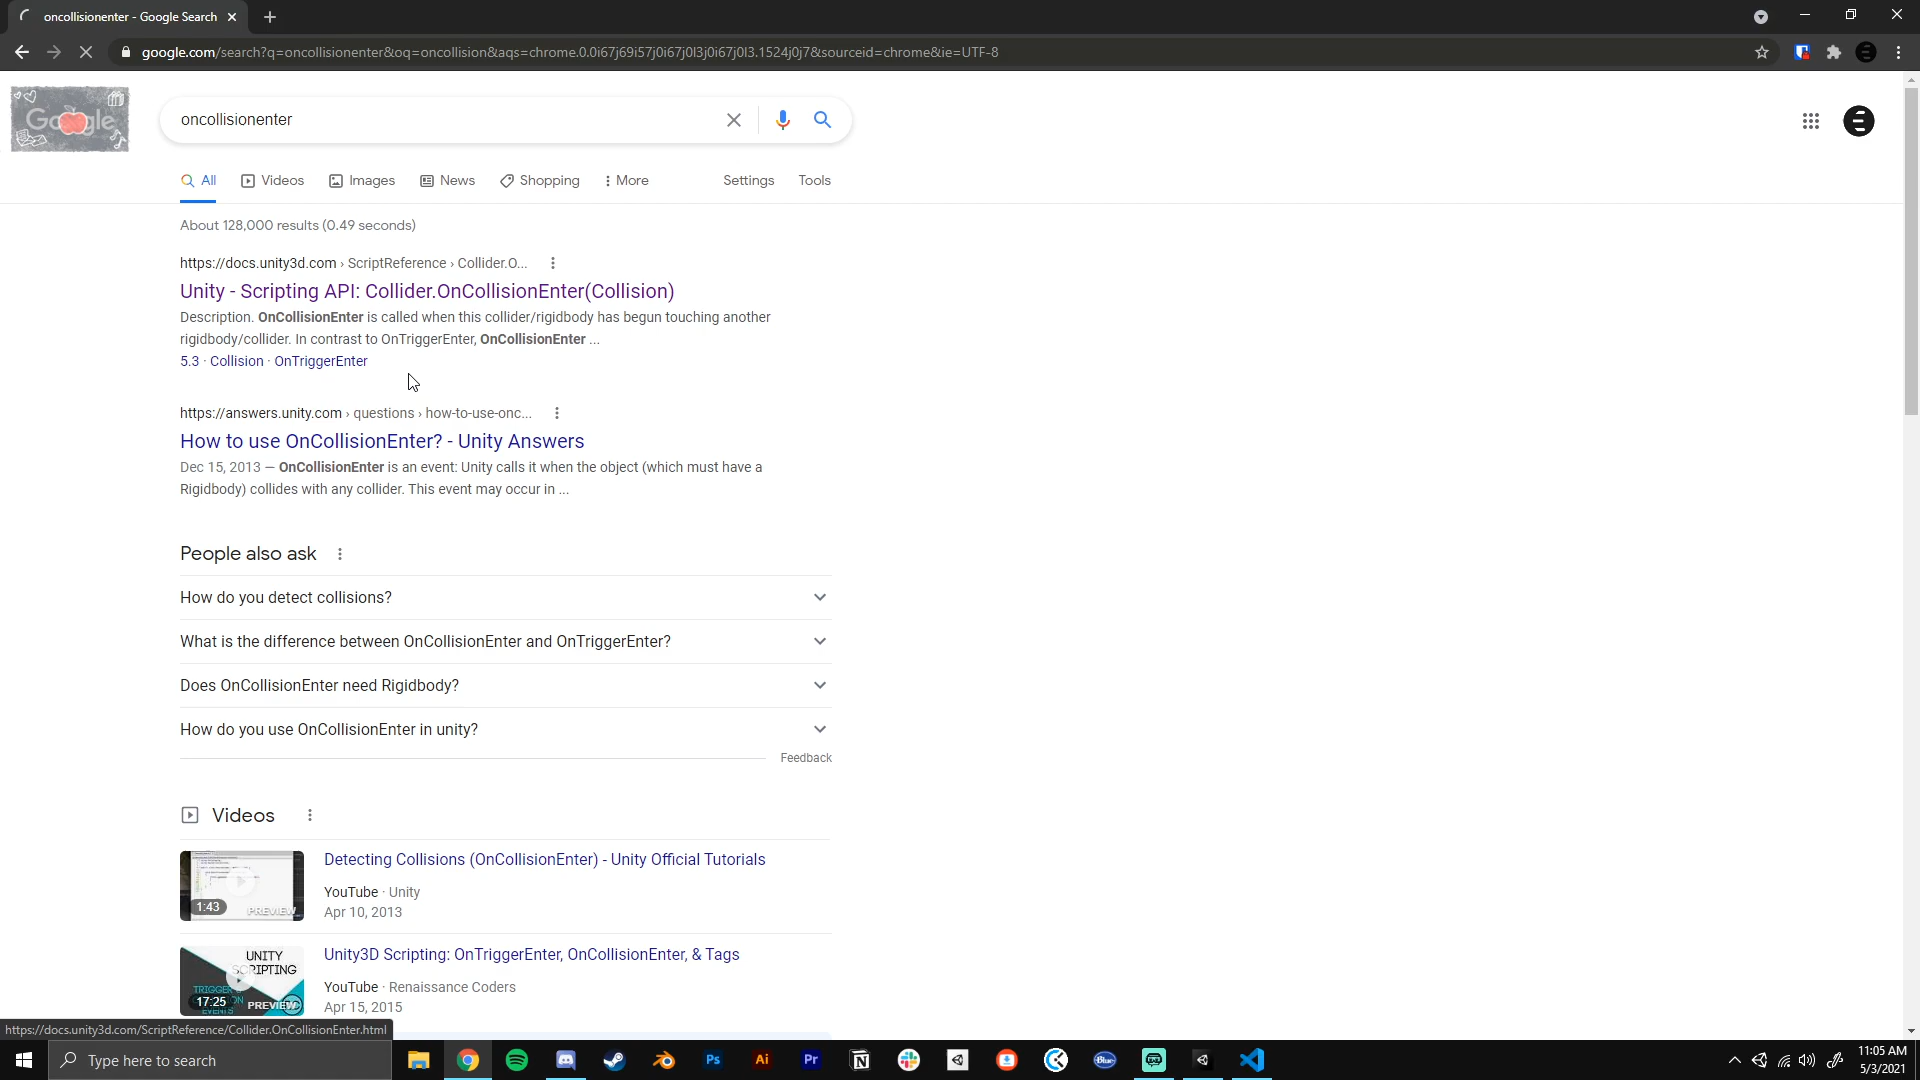 oncollisionenter - Google Search
google.com/search?q=oncollisionenter&oq=oncollision&aqs=chrome.0.0i67j69i57j0i67j0l3j0i67j0l3.1524j0j7&sourceid=chrome&ie=UTF-8
Google
oncollisionenter
All
Videos
Images
News
Shopping
More
Settings
Tools
About 128,000 results (0.49 seconds)
https://docs.unity3d.com › ScriptReference › Collider.O...
Unity - Scripting API: Collider.OnCollisionEnter(Collision)
Description. OnCollisionEnter is called when this collider/rigidbody has begun touching another
rigidbody/collider. In contrast to OnTriggerEnter, OnCollisionEnter ...
5.3 · Collision · OnTriggerEnter
https://answers.unity.com › questions › how-to-use-onc...
How to use OnCollisionEnter? - Unity Answers
Dec 15, 2013 — OnCollisionEnter is an event: Unity calls it when the object (which must have a
Rigidbody) collides with any collider. This event may occur in ...
People also ask
How do you detect collisions?
What is the difference between OnCollisionEnter and OnTriggerEnter?
Does OnCollisionEnter need Rigidbody?
How do you use OnCollisionEnter in unity?
Feedback
Videos
Detecting Collisions (OnCollisionEnter) - Unity Official Tutorials
YouTube · Unity
Apr 10, 2013
1:43
PREVIEW
Unity3D Scripting: OnTriggerEnter, OnCollisionEnter, & Tags
YouTube · Renaissance Coders
Apr 15, 2015
UNITY
SCRIPTING
17:25
PREVIEW
EVENTS
https://docs.unity3d.com/ScriptReference/Collider.OnCollisionEnter.html
Type here to search
Ps
Ai
Pr
Blue
11:05 AM
5/3/2021